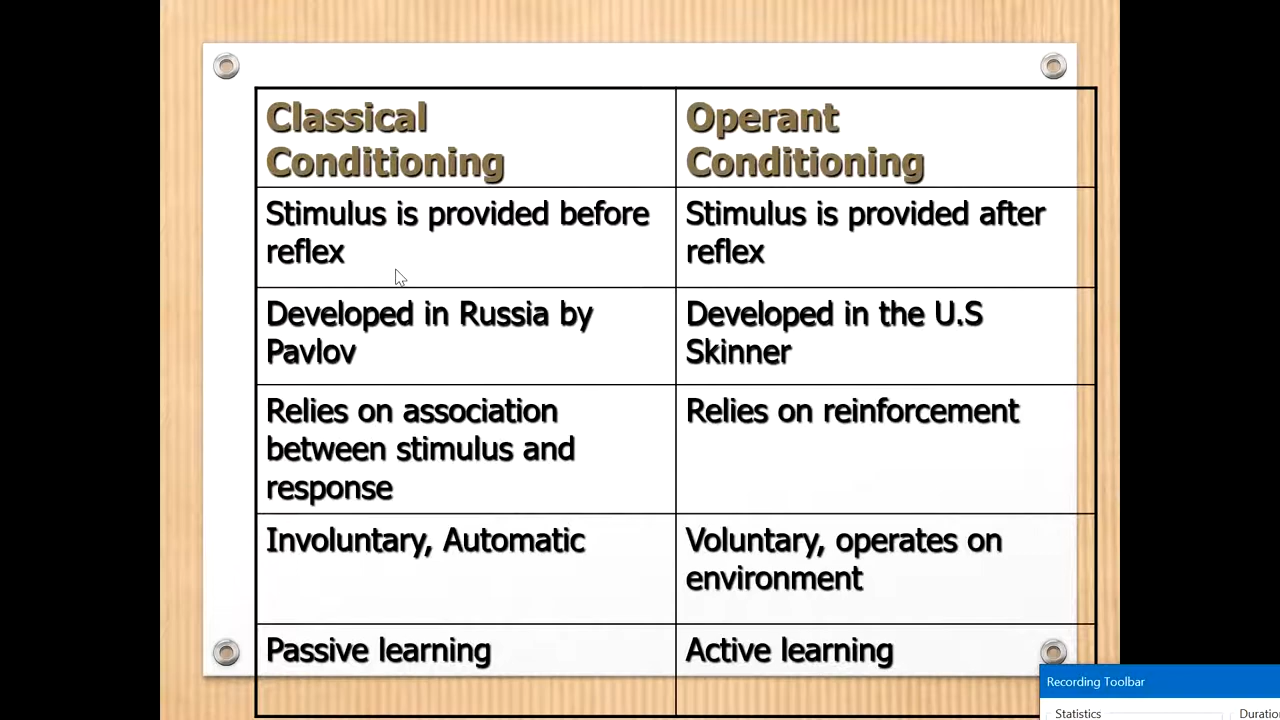 Classical
Conditioning
Operant
Conditioning
Stimulus is provided before
reflex
Stimulus is provided after
reflex
Developed in Russia by
Pavlov
Developed in the U.S
Skinner
Relies on association
between stimulus and
response
Relies on reinforcement
Involuntary, Automatic
Voluntary, operates on
environment
Passive learning
Active learning
Recording Toolbar
Statistics